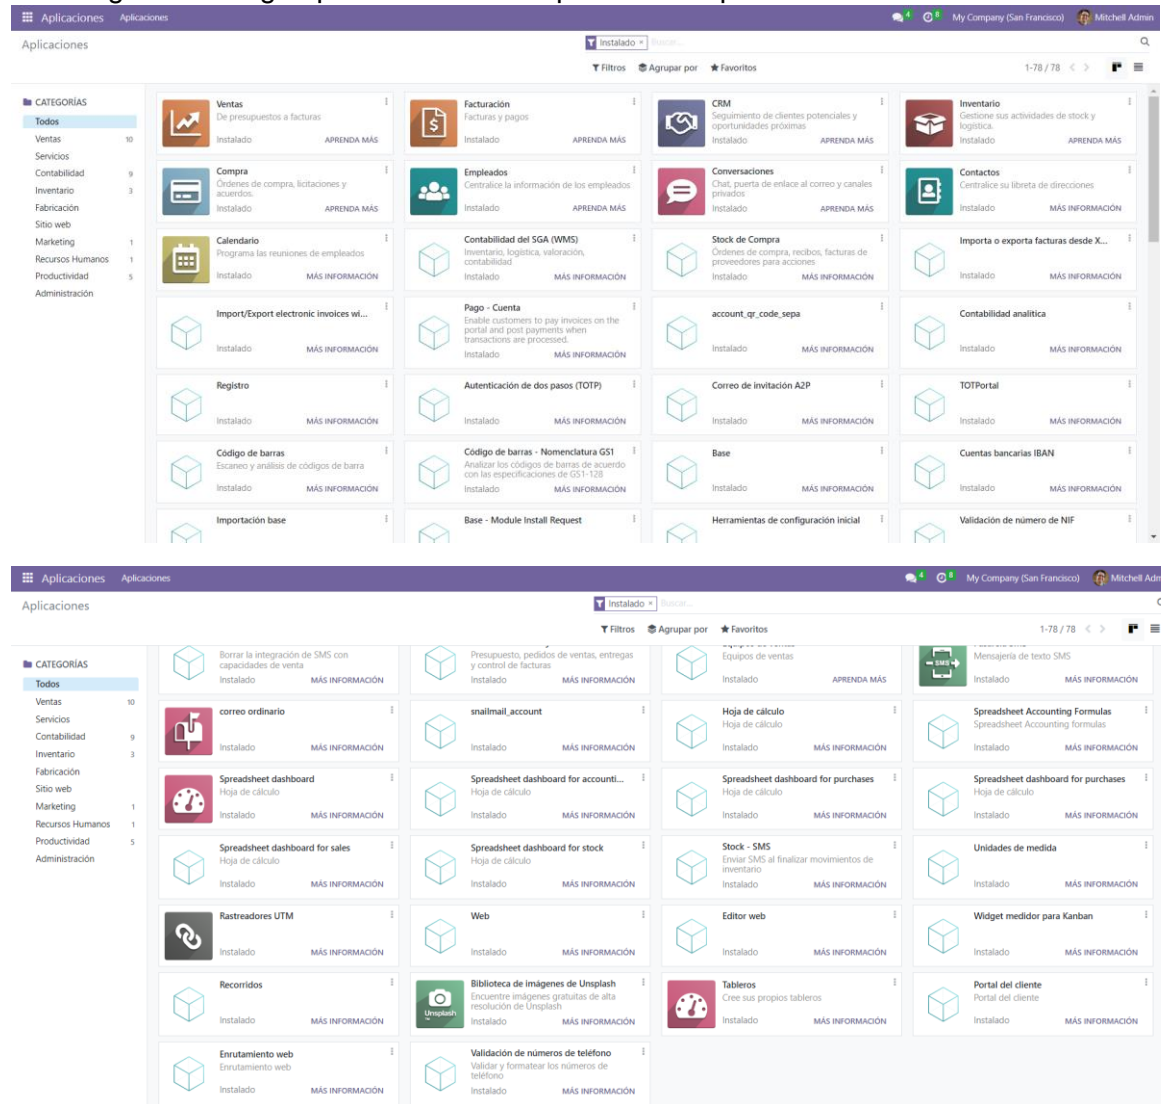 Aplicaciones Aplicaciones 4 8 My Company (San Francisco) Mitchell Admin
Aplicaciones Instalado × Buscar...
Filtros Agrupar por Favoritos 1-78 / 78
CATEGORÍAS
Todos
Ventas 10
Servicios
Contabilidad 9
Inventario 3
Fabricación
Sitio web
Marketing 1
Recursos Humanos 1
Productividad 5
Administración
Ventas
De presupuestos a facturas
Instalado APRENDA MÁS
Facturación
Facturas y pagos
Instalado APRENDA MÁS
CRM
Seguimiento de clientes potenciales y
oportunidades próximas
Instalado APRENDA MÁS
Inventario
Gestione sus actividades de stock y
logística.
Instalado APRENDA MÁS
Compra
Órdenes de compra, licitaciones y
acuerdos.
Instalado APRENDA MÁS
Empleados
Centralice la información de los empleados
Instalado APRENDA MÁS
Conversaciones
Chat, puerta de enlace al correo y canales
privados
Instalado APRENDA MÁS
Contactos
Centralice su libreta de direcciones
Instalado MÁS INFORMACIÓN
Calendario
Programa las reuniones de empleados
Instalado MÁS INFORMACIÓN
Contabilidad del SGA (WMS)
Inventario, logística, valoración,
contabilidad
Instalado MÁS INFORMACIÓN
Stock de Compra
Órdenes de compra, recibos, facturas de
proveedores para acciones
Instalado MÁS INFORMACIÓN
Importa o exporta facturas desde X...
Instalado MÁS INFORMACIÓN
Import/Export electronic invoices wi...
Instalado MÁS INFORMACIÓN
Pago - Cuenta
Enable customers to pay invoices on the
portal and post payments when
transactions are processed.
Instalado MÁS INFORMACIÓN
account_qr_code_sepa
Instalado MÁS INFORMACIÓN
Contabilidad analítica
Instalado MÁS INFORMACIÓN
Registro
Instalado MÁS INFORMACIÓN
Autenticación de dos pasos (TOTP)
Instalado MÁS INFORMACIÓN
Correo de invitación A2P
Instalado MÁS INFORMACIÓN
TOTPortal
Instalado MÁS INFORMACIÓN
Código de barras
Escaneo y análisis de códigos de barra
Instalado MÁS INFORMACIÓN
Código de barras - Nomenclatura GS1
Analizar los códigos de barras de acuerdo
con las especificaciones de GS1-128
Instalado MÁS INFORMACIÓN
Base
Instalado MÁS INFORMACIÓN
Cuentas bancarias IBAN
Instalado MÁS INFORMACIÓN
Importación base
Base - Module Install Request
Herramientas de configuración inicial
Validación de número de NIF
Aplicaciones Aplicaciones 4 8 My Company (San Francisco) Mitchell Adm
Aplicaciones Instalado × Buscar...
Filtros Agrupar por Favoritos 1-78 / 78
CATEGORÍAS
Todos
Ventas 10
Servicios
Contabilidad 9
Inventario 3
Fabricación
Sitio web
Marketing 1
Recursos Humanos 1
Productividad 5
Administración
Borrar la integración de SMS con
capacidades de venta
Instalado MÁS INFORMACIÓN
Presupuesto, pedidos de ventas, entregas
y control de facturas
Instalado MÁS INFORMACIÓN
Equipos de ventas
Instalado APRENDA MÁS
SMS
Mensajería de texto SMS
Instalado MÁS INFORMACIÓN
correo ordinario
Instalado MÁS INFORMACIÓN
snailmail_account
Instalado MÁS INFORMACIÓN
Hoja de cálculo
Hoja de cálculo
Instalado MÁS INFORMACIÓN
Spreadsheet Accounting Formulas
Spreadsheet Accounting formulas
Instalado MÁS INFORMACIÓN
Spreadsheet dashboard
Hoja de cálculo
Instalado MÁS INFORMACIÓN
Spreadsheet dashboard for accounti...
Hoja de cálculo
Instalado MÁS INFORMACIÓN
Spreadsheet dashboard for purchases
Hoja de cálculo
Instalado MÁS INFORMACIÓN
Spreadsheet dashboard for purchases
Hoja de cálculo
Instalado MÁS INFORMACIÓN
Spreadsheet dashboard for sales
Hoja de cálculo
Instalado MÁS INFORMACIÓN
Spreadsheet dashboard for stock
Hoja de cálculo
Instalado MÁS INFORMACIÓN
Stock - SMS
Enviar SMS al finalizar movimientos de
inventario
Instalado MÁS INFORMACIÓN
Unidades de medida
Instalado MÁS INFORMACIÓN
Rastreadores UTM
Instalado MÁS INFORMACIÓN
Web
Instalado MÁS INFORMACIÓN
Editor web
Instalado MÁS INFORMACIÓN
Widget medidor para Kanban
Instalado MÁS INFORMACIÓN
Recorridos
Instalado MÁS INFORMACIÓN
Unsplash
Biblioteca de imágenes de Unsplash
Encuentre imágenes gratuitas de alta
resolución de Unsplash
Instalado MÁS INFORMACIÓN
Tableros
Cree sus propios tableros
Instalado MÁS INFORMACIÓN
Portal del cliente
Portal del cliente
Instalado MÁS INFORMACIÓN
Enrutamiento web
Enrutamiento web
Instalado MÁS INFORMACIÓN
Validación de números de teléfono
Validar y formatear los números de
teléfono
Instalado MÁS INFORMACIÓN